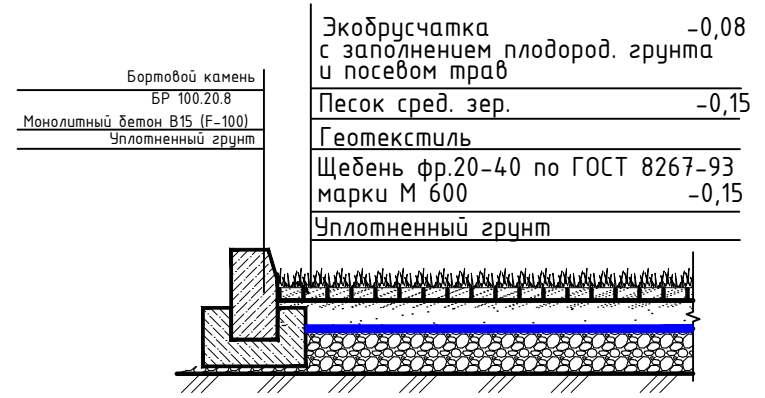 Экобрусчатка -0,08
с заполнением плодород. грунта
и посевом трав
Песок сред. зер. -0,15
Геотекстиль
Щебень фр.20-40 по ГОСТ 8267-93
марки М 600 -0,15
Уплотненный грунт
Бортовой камень
БР 100.20.8
Монолитный бетон В15 (F-100)
Уплотненный грунт